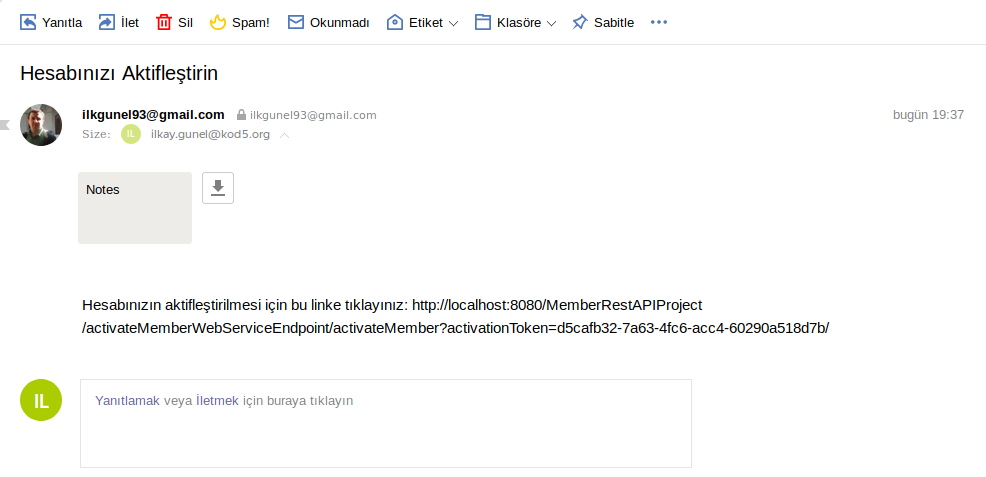 Yanıtla İlet Sil Spam! Okunmadı Etiket Klasöre Sabitle
Hesabınızı Aktifleştirin
ilkgunel93@gmail.com ilkgunel93@gmail.com bugün 19:37
Size: IL ilkay.gunel@kod5.org
Notes
Hesabınızın aktifleştirilmesi için bu linke tıklayınız: http://localhost:8080/MemberRestAPIProject
/activateMemberWebServiceEndpoint/activateMember?activationToken=d5cafb32-7a63-4fc6-acc4-60290a518d7b/
IL Yanıtlamak veya İletmek için buraya tıklayın